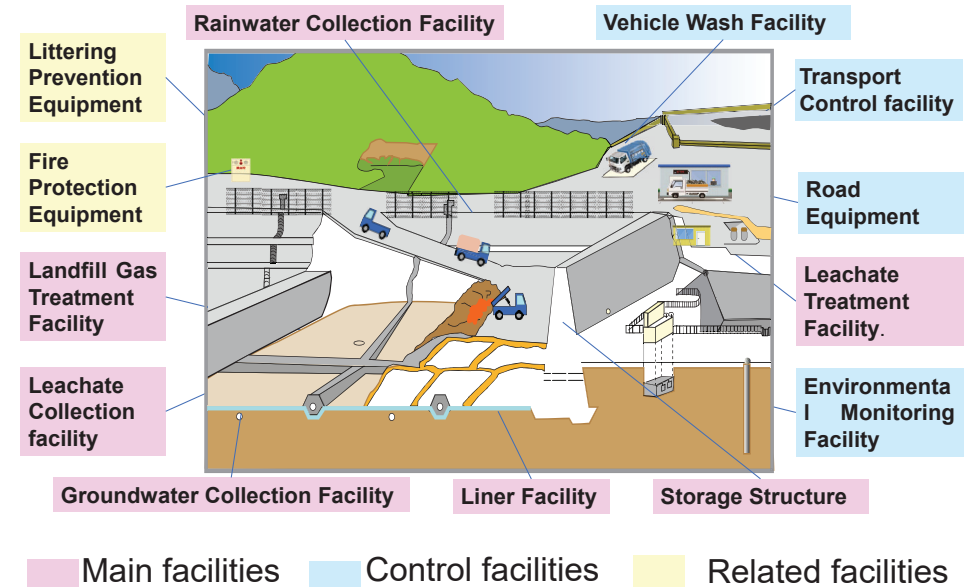 Rainwater Collection Facility
Vehicle Wash Facility
Littering
Prevention
Equipment
Transport
Control facility
Fire
Protection
Equipment
Road
Equipment
Landfill Gas
Treatment
Facility
Leachate
Treatment
Facility.
Leachate
Collection
facility
Environmenta
l Monitoring
Facility
Groundwater Collection Facility
Liner Facility
Storage Structure
Main facilities
Control facilities
Related facilities